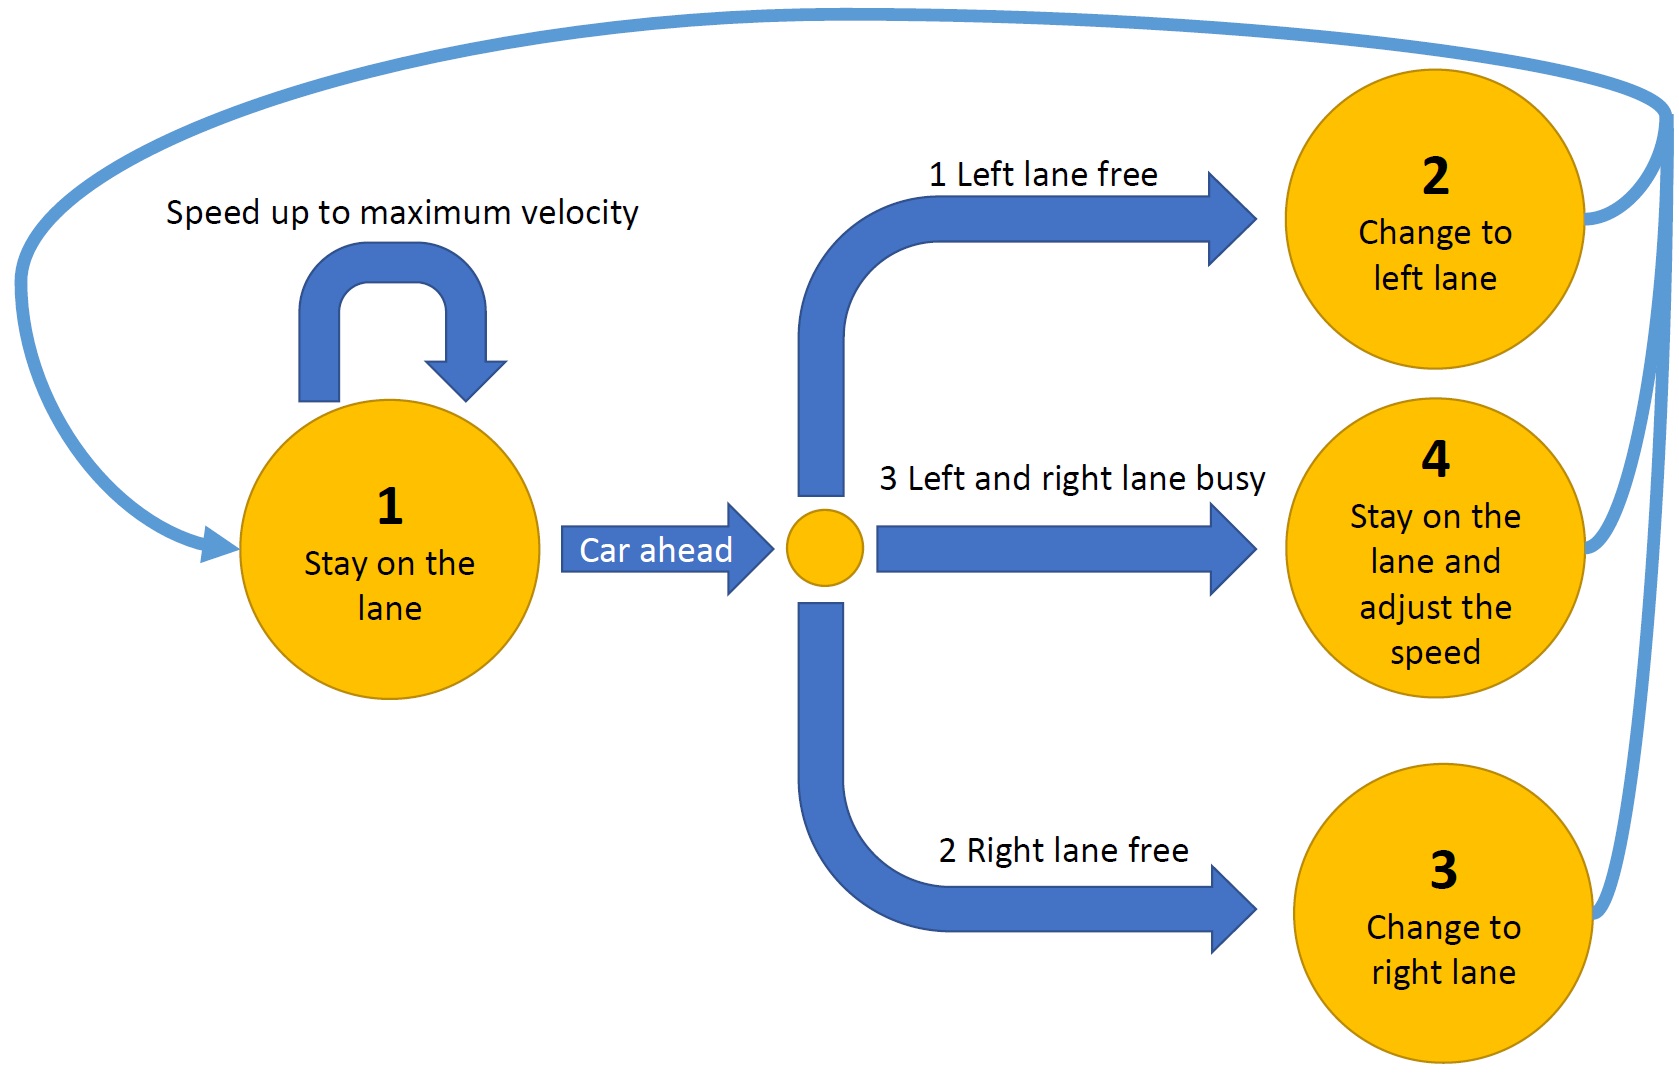 Speed up to maximum velocity
1
Stay on the
lane
Car ahead
1 Left lane free
2
Change to
left lane
3 Left and right lane busy
4
Stay on the
lane and
adjust the
speed
2 Right lane free
3
Change to
right lane